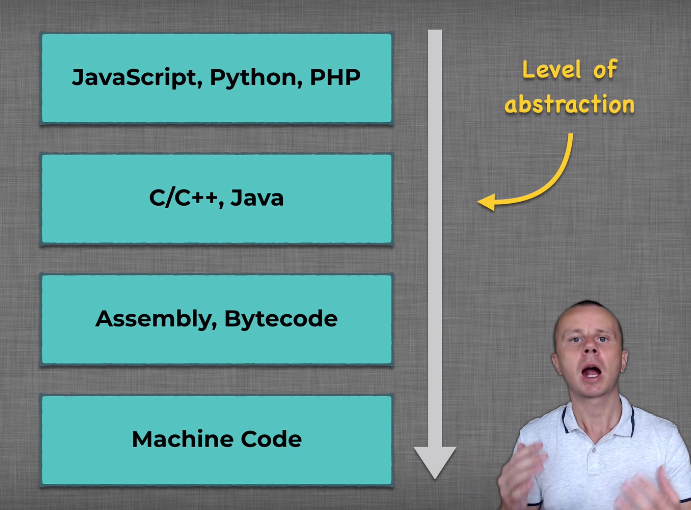 JavaScript, Python, PHP
Level of
abstraction
C/C++, Java
Assembly, Bytecode
Machine Code